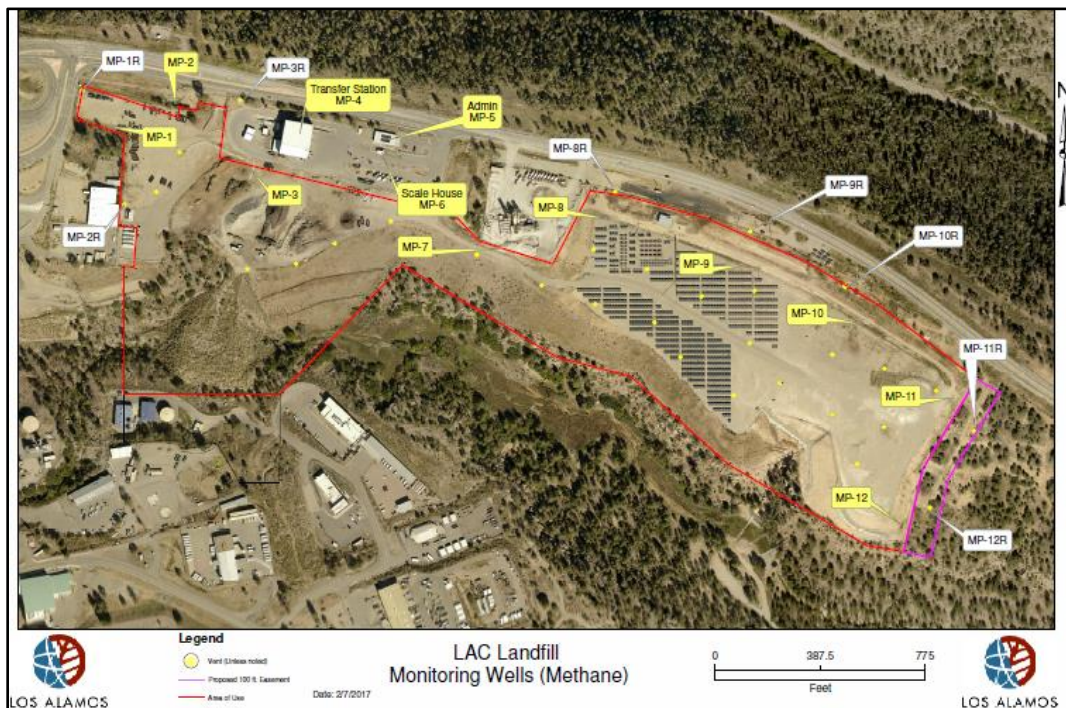 MP-1R
MP-2
MP-3R
Transfer Station
MP-4
Admin
MP-5
MP-1
MP-8R
MP-3
Scale House
MP-6
MP-8
MP-9R
MP-2R
MP-7
MP-10R
MP-9
MP-10
MP-11R
MP-11
MP-12
MP-12R
N
Legend
Vent (Unless noted)
Proposed 100 ft. Easement
Area of Use
LAC Landfill
Monitoring Wells (Methane)
Date: 2/7/2017
0 387.5 775
Feet
LOS ALAMOS
LOS ALAMOS